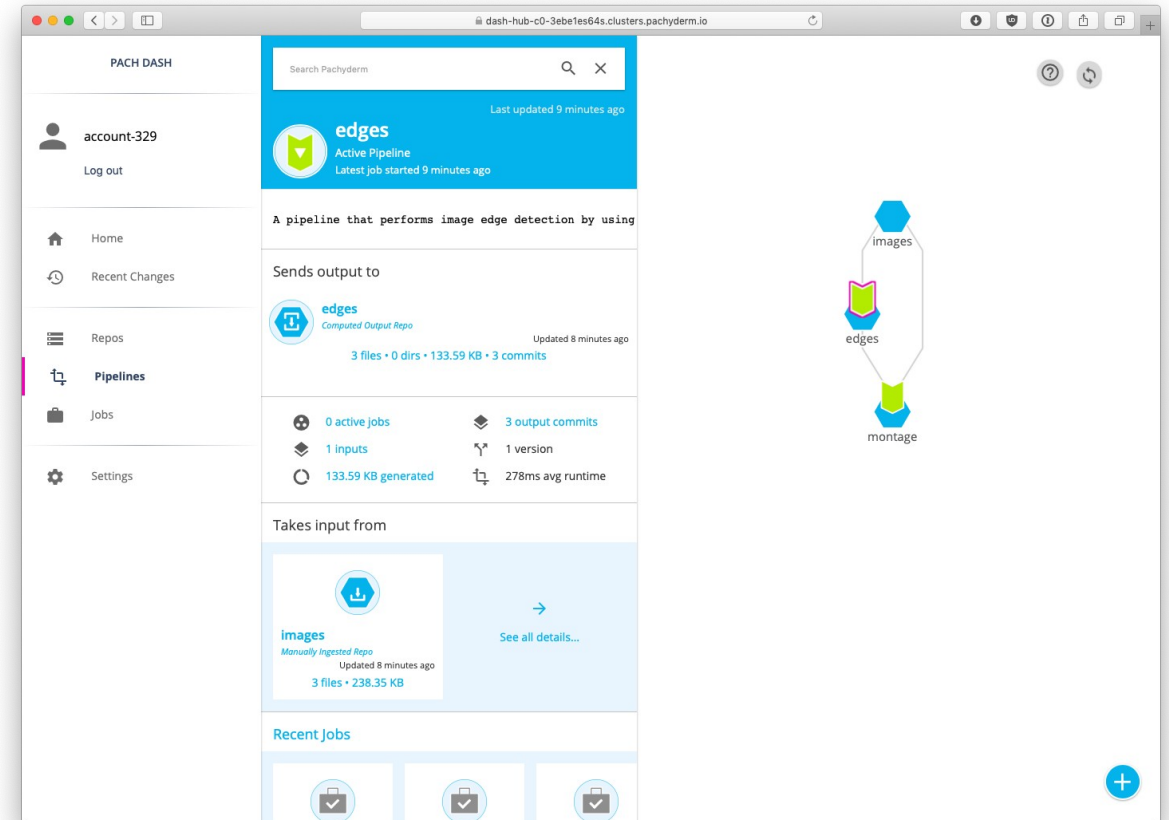 dash-hub-c0-3ebe1es64s.clusters.pachyderm.io
PACH DASH
account-329
Log out
Home
Recent Changes
Repos
Pipelines
Jobs
Settings
Search Pachyderm
Last updated 9 minutes ago
edges
Active Pipeline
Latest job started 9 minutes ago
A pipeline that performs image edge detection by using
Sends output to
edges
Computed Output Repo
Updated 8 minutes ago
3 files • 0 dirs • 133.59 KB • 3 commits
0 active jobs
3 output commits
1 inputs
1 version
133.59 KB generated
278ms avg runtime
Takes input from
images
Manually Ingested Repo
Updated 8 minutes ago
3 files • 238.35 KB
See all details...
Recent Jobs
images
edges
montage